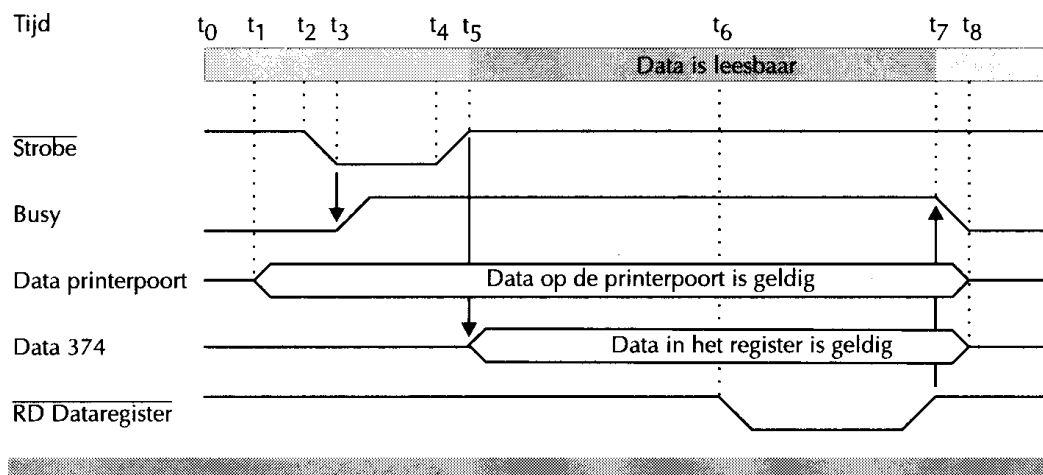 Tijd t0 t1 t2 t3 t4 t5 t6 t7 t8
Data is leesbaar
Strobe
Busy
Data printerpoort Data op de printerpoort is geldig
Data 374 Data in het register is geldig
RD Dataregister